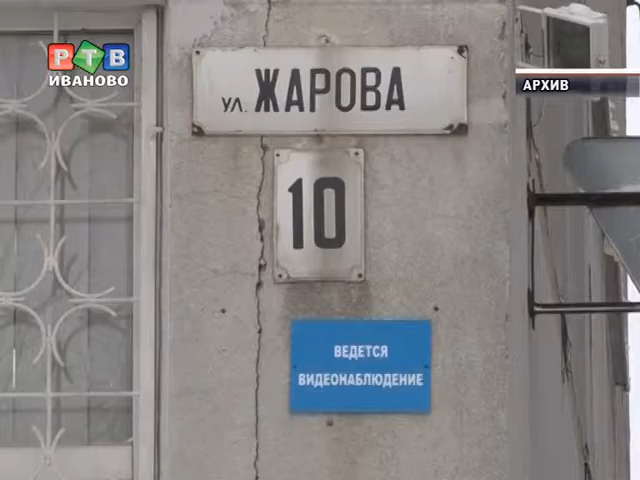 РТВ
ИВАНОВО
АРХИВ
ул. ЖАРОВА
10
ВЕДЕТСЯ
ВИДЕОНАБЛЮДЕНИЕ